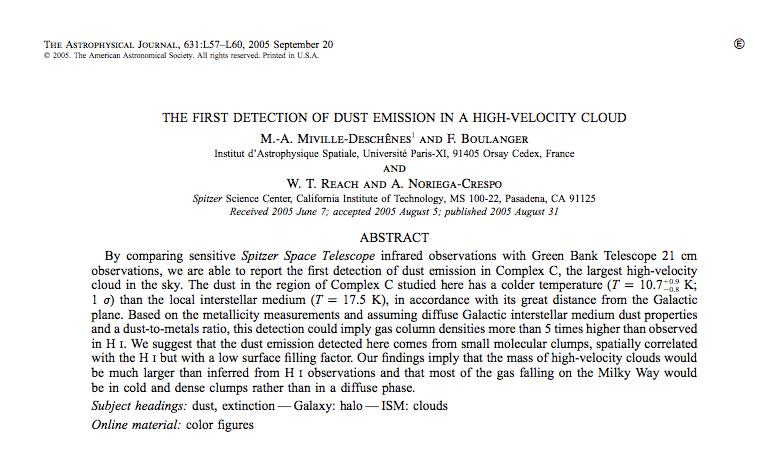 THE ASTROPHYSICAL JOURNAL, 631:L57–L60, 2005 September 20
© 2005. The American Astronomical Society. All rights reserved. Printed in U.S.A.
Ⓔ
THE FIRST DETECTION OF DUST EMISSION IN A HIGH-VELOCITY CLOUD
M.-A. MIVILLE-DESCHÊNES¹ AND F. BOULANGER
Institut d'Astrophysique Spatiale, Université Paris-XI, 91405 Orsay Cedex, France
AND
W. T. REACH AND A. NORIEGA-CRESPO
Spitzer Science Center, California Institute of Technology, MS 100-22, Pasadena, CA 91125
Received 2005 June 7; accepted 2005 August 5; published 2005 August 31
ABSTRACT
By comparing sensitive Spitzer Space Telescope infrared observations with Green Bank Telescope 21 cm
observations, we are able to report the first detection of dust emission in Complex C, the largest high-velocity
cloud in the sky. The dust in the region of Complex C studied here has a colder temperature (T = 10.7+0.9−0.8 K;
1 σ) than the local interstellar medium (T = 17.5 K), in accordance with its great distance from the Galactic
plane. Based on the metallicity measurements and assuming diffuse Galactic interstellar medium dust properties
and a dust-to-metals ratio, this detection could imply gas column densities more than 5 times higher than observed
in H I. We suggest that the dust emission detected here comes from small molecular clumps, spatially correlated
with the H I but with a low surface filling factor. Our findings imply that the mass of high-velocity clouds would
be much larger than inferred from H I observations and that most of the gas falling on the Milky Way would
be in cold and dense clumps rather than in a diffuse phase.
Subject headings: dust, extinction — Galaxy: halo — ISM: clouds
Online material: color figures